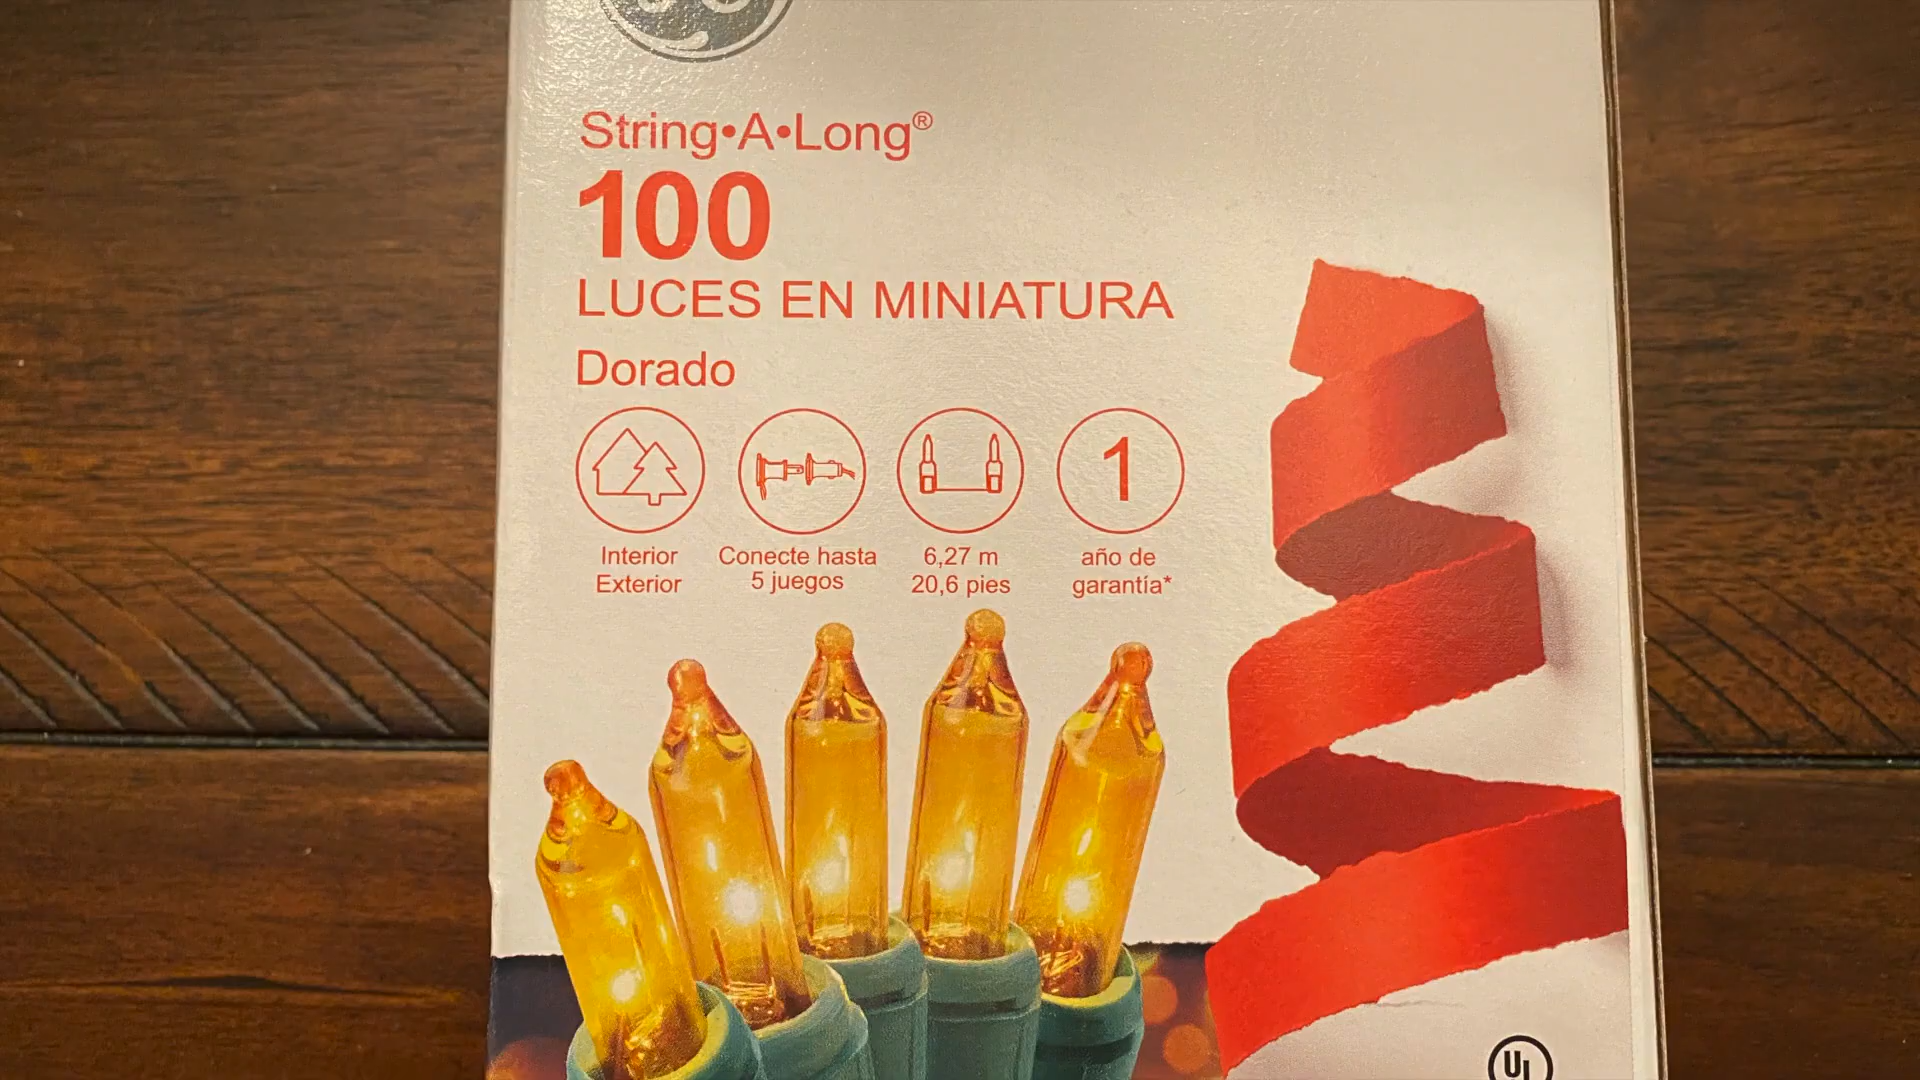 String•A•Long®
100
LUCES EN MINIATURA
Dorado
1
Interior
Exterior
Conecte hasta
5 juegos
6,27 m
20,6 pies
año de
garantía*
UL